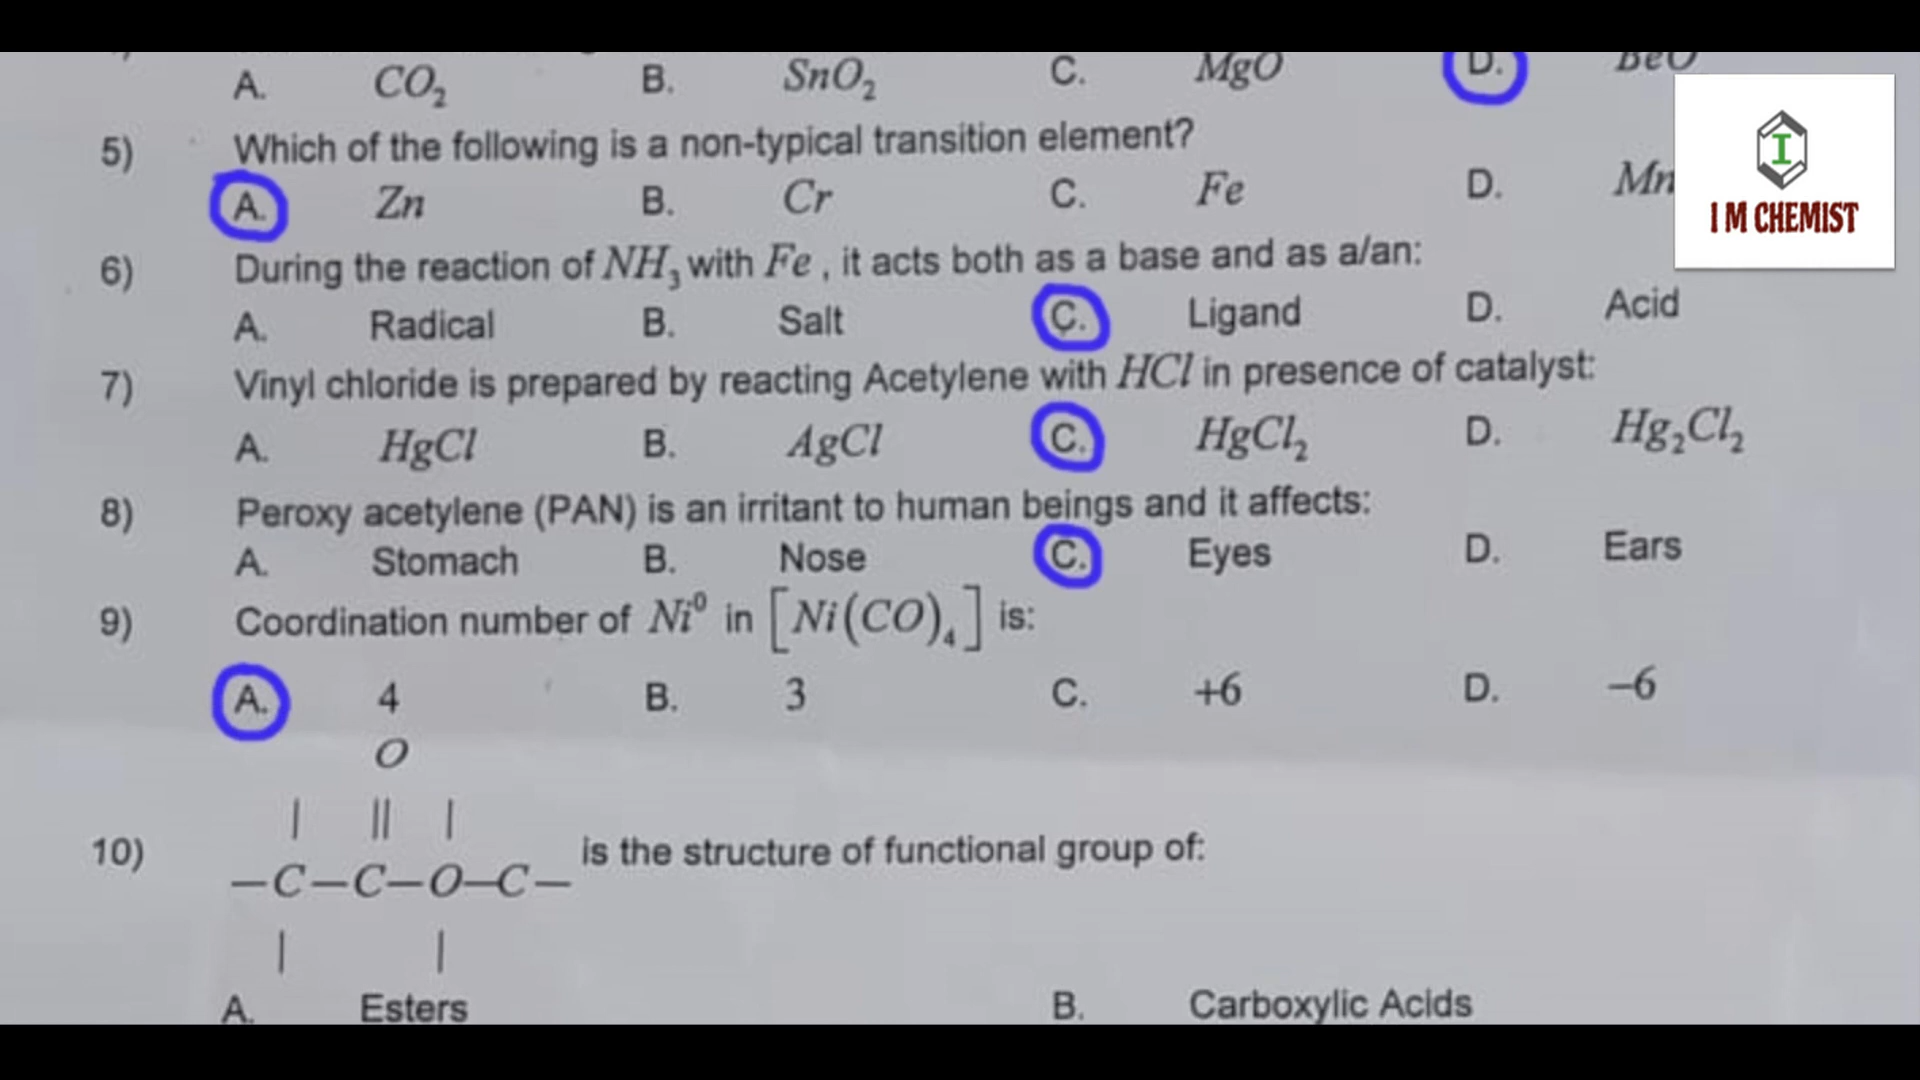 A. CO₂ B. SnO₂ C. MgO D. BeO
5) Which of the following is a non-typical transition element?
A. Zn B. Cr C. Fe D. Mn
6) During the reaction of NH₃ with Fe , it acts both as a base and as a/an:
A. Radical B. Salt C. Ligand D. Acid
7) Vinyl chloride is prepared by reacting Acetylene with HCl in presence of catalyst:
A. HgCl B. AgCl C. HgCl₂ D. Hg₂Cl₂
8) Peroxy acetylene (PAN) is an irritant to human beings and it affects:
A. Stomach B. Nose C. Eyes D. Ears
9) Coordination number of Ni⁰ in [Ni(CO)₄] is:
A. 4 B. 3 C. +6 D. –6
O
| || |
10) –C–C–O–C– is the structure of functional group of:
| |
A. Esters B. Carboxylic Acids
I
I M CHEMIST